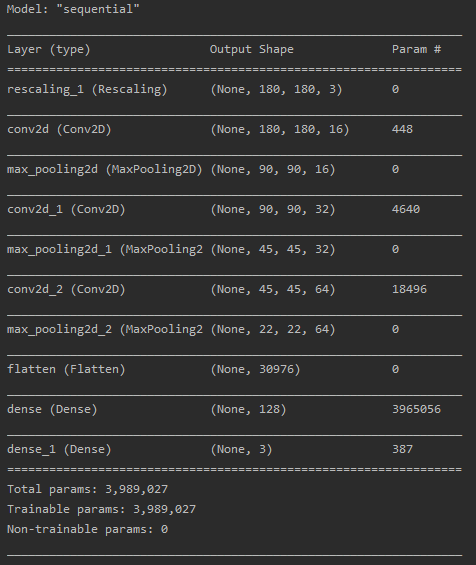 Model: "sequential"
Layer (type) Output Shape Param #
rescaling_1 (Rescaling) (None, 180, 180, 3) 0
conv2d (Conv2D) (None, 180, 180, 16) 448
max_pooling2d (MaxPooling2D) (None, 90, 90, 16) 0
conv2d_1 (Conv2D) (None, 90, 90, 32) 4640
max_pooling2d_1 (MaxPooling2 (None, 45, 45, 32) 0
conv2d_2 (Conv2D) (None, 45, 45, 64) 18496
max_pooling2d_2 (MaxPooling2 (None, 22, 22, 64) 0
flatten (Flatten) (None, 30976) 0
dense (Dense) (None, 128) 3965056
dense_1 (Dense) (None, 3) 387
Total params: 3,989,027
Trainable params: 3,989,027
Non-trainable params: 0